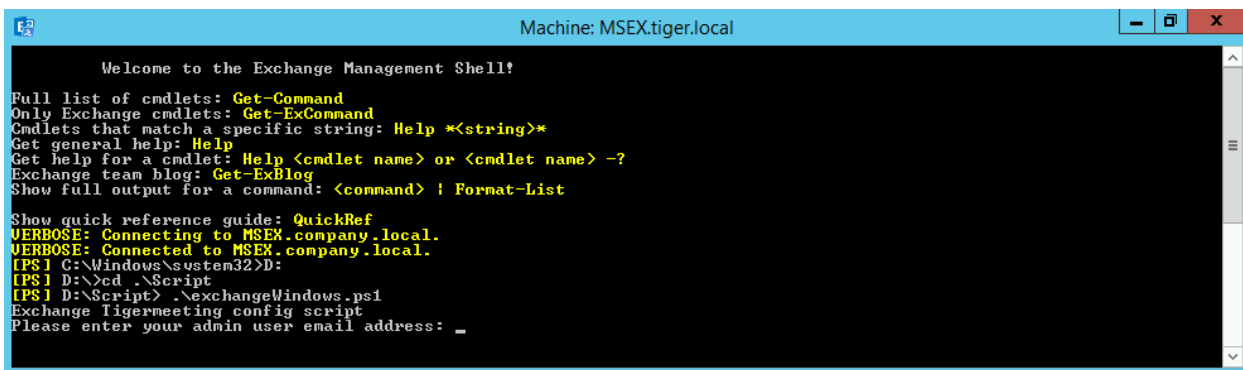 Machine: MSEX.tiger.local
Welcome to the Exchange Management Shell!
Full list of cmdlets: Get-Command
Only Exchange cmdlets: Get-ExCommand
Cmdlets that match a specific string: Help *<string>*
Get general help: Help
Get help for a cmdlet: Help <cmdlet name> or <cmdlet name> -?
Exchange team blog: Get-ExBlog
Show full output for a command: <command> | Format-List
Show quick reference guide: QuickRef
VERBOSE: Connecting to MSEX.company.local.
VERBOSE: Connected to MSEX.company.local.
[PS] C:\Windows\system32>D:
[PS] D:\>cd .\Script
[PS] D:\Script> .\exchangeWindows.ps1
Exchange Tigermeeting config script
Please enter your admin user email address: _